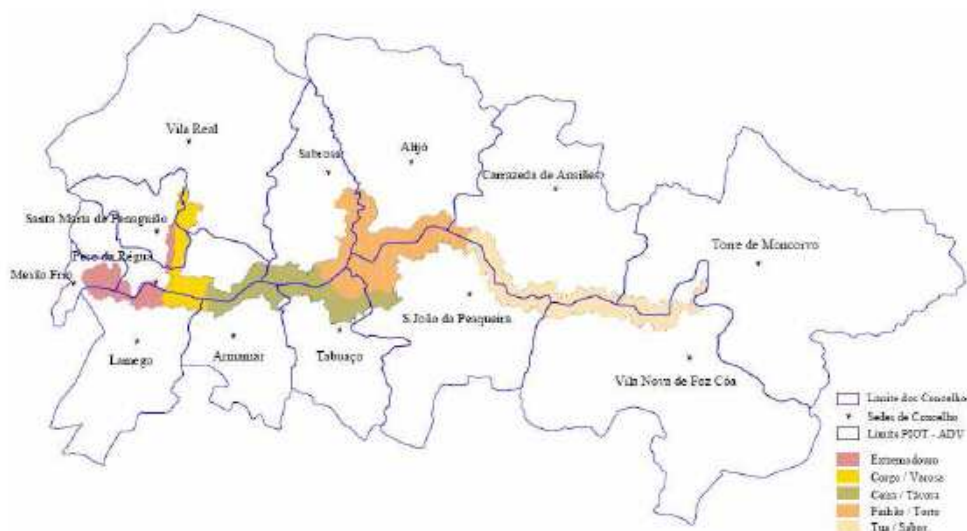 Vila Real
Sabrosa
Alijó
Carrazeda de Ansiães
Santa Marta de Penaguião
Peso da Régua
Mesão Frio
Torre de Moncorvo
S. João da Pesqueira
Lamego
Armamar
Tabuaço
Vila Nova de Foz Côa
Limite dos Concelho
Sedes de Concelho
Limite PIOT - ADV
Extremadouro
Corgo / Varosa
Ceira / Távora
Pinhão / Torto
Tua / Sabor